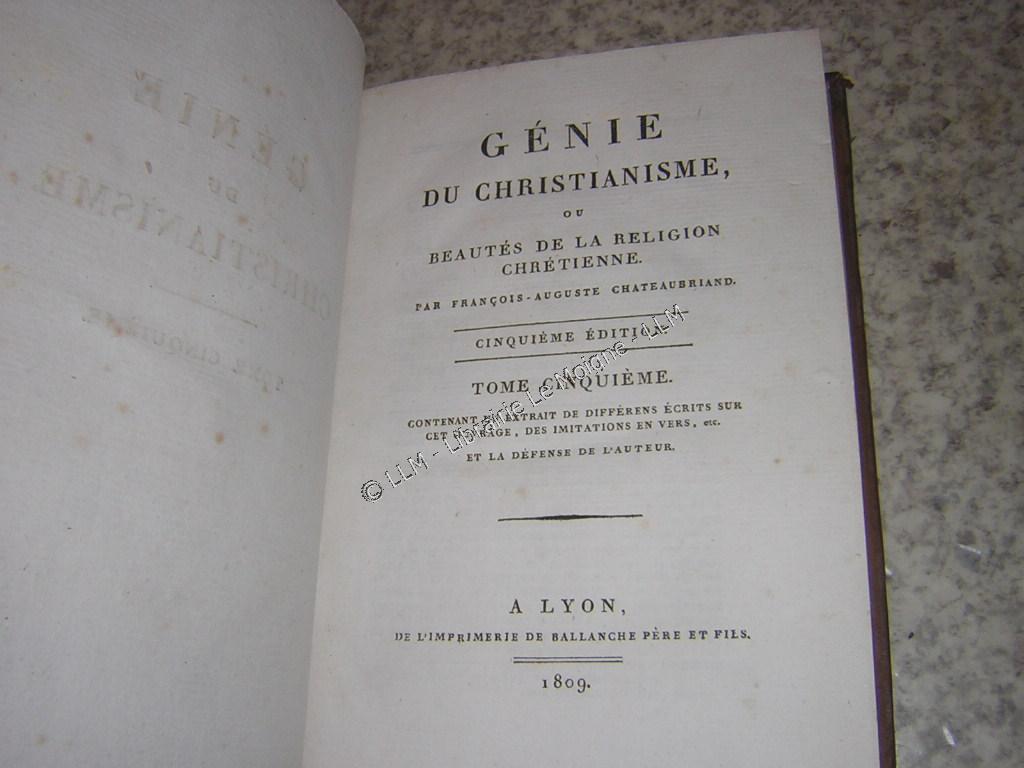 GÉNIE
DU CHRISTIANISME,
OU
BEAUTÉS DE LA RELIGION
CHRÉTIENNE.
PAR FRANÇOIS-AUGUSTE CHATEAUBRIAND.
CINQUIÈME ÉDITION.
TOME CINQUIÈME.
CONTENANT UN EXTRAIT DE DIFFÉRENS ÉCRITS SUR
CET OUVRAGE, DES IMITATIONS EN VERS, etc.
ET LA DÉFENSE DE L'AUTEUR.
A LYON,
DE L'IMPRIMERIE DE BALLANCHE PÈRE ET FILS.
1809.
© LLM - Librairie Le Moigne - LLM